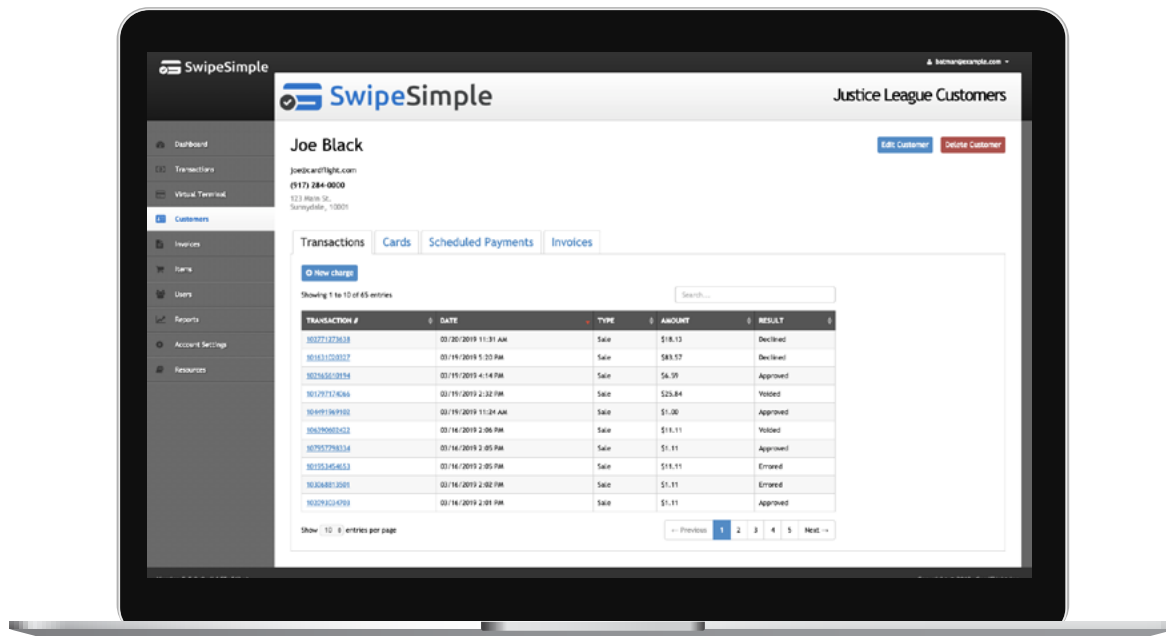 SwipeSimple
batman@example.com
SwipeSimple
Justice League Customers
Joe Black
Edit Customer Delete Customer
joe@cardflight.com
(917) 284-0000
123 Main St.
Sunnydale, 10001
Dashboard
Transactions
Virtual Terminal
Customers
Invoices
Items
Users
Reports
Account Settings
Resources
Transactions Cards Scheduled Payments Invoices
New charge
Showing 1 to 10 of 65 entries
Search...
TRANSACTION # DATE TYPE AMOUNT RESULT
03/20/2019 11:31 AM Sale $18.13 Declined
03/19/2019 5:20 PM Sale $83.57 Declined
03/19/2019 4:14 PM Sale $6.59 Approved
03/19/2019 2:32 PM Sale $25.84 Voided
03/19/2019 11:24 AM Sale $1.00 Approved
03/16/2019 2:06 PM Sale $11.11 Voided
03/16/2019 2:05 PM Sale $1.11 Approved
03/16/2019 2:05 PM Sale $11.11 Errored
03/16/2019 2:02 PM Sale $1.11 Errored
03/16/2019 2:01 PM Sale $1.11 Approved
Show 10 entries per page
← Previous 1 2 3 4 5 Next →